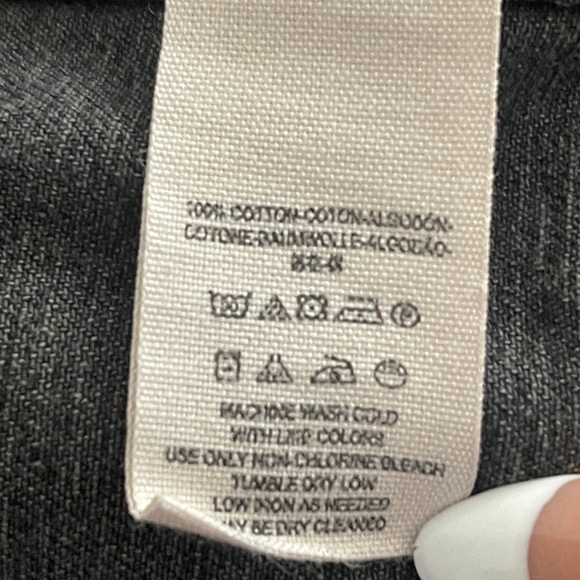 100% COTTON-COTON-ALGODÓN-
COTONE-BAUMWOLLE-ALGODÃO-
MACHINE WASH COLD
WITH LIKE COLORS
USE ONLY NON-CHLORINE BLEACH
TUMBLE DRY LOW
LOW IRON AS NEEDED
MAY BE DRY CLEANED